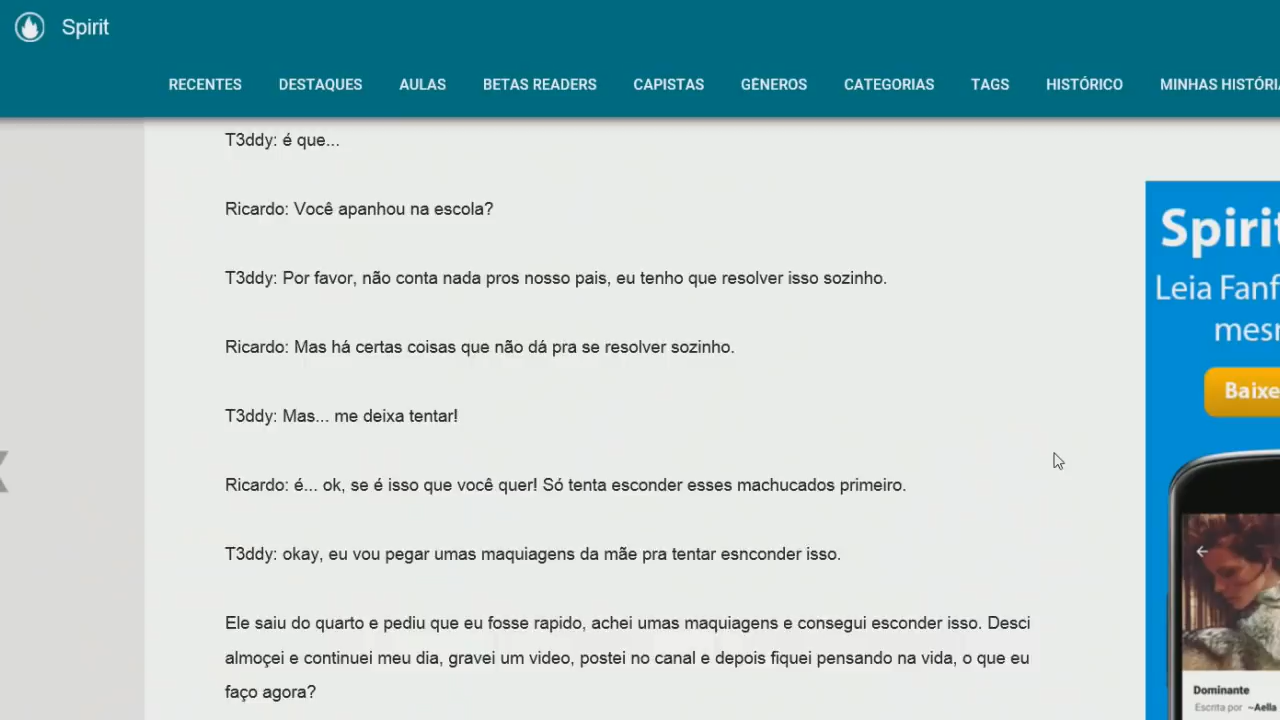 Spirit
RECENTES DESTAQUES AULAS BETAS READERS CAPISTAS GÊNEROS CATEGORIAS TAGS HISTÓRICO MINHAS
T3ddy: é que...
Ricardo: Você apanhou na escola?
T3ddy: Por favor, não conta nada pros nosso pais, eu tenho que resolver isso sozinho.
Ricardo: Mas há certas coisas que não dá pra se resolver sozinho.
T3ddy: Mas... me deixa tentar!
Ricardo: é... ok, se é isso que você quer! Só tenta esconder esses machucados primeiro.
T3ddy: okay, eu vou pegar umas maquiagens da mãe pra tentar esnconder isso.
Ele saiu do quarto e pediu que eu fosse rapido, achei umas maquiagens e consegui esconder isso. Desci
almoçei e continuei meu dia, gravei um video, postei no canal e depois fiquei pensando na vida, o que eu
faço agora?
Spirit
Leia Fanf
mesm
Baixe
Dominante
Escrita por ~Aella